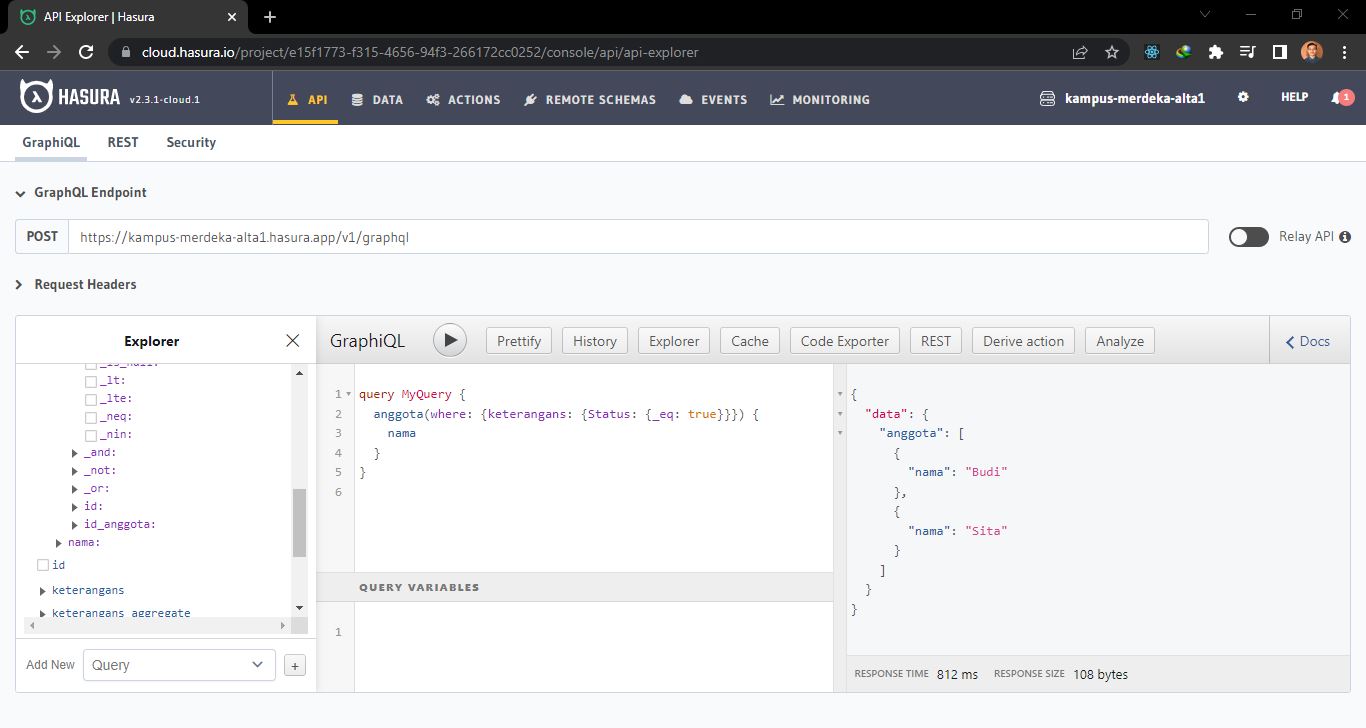 API Explorer | Hasura
cloud.hasura.io/project/e15f1773-f315-4656-94f3-266172cc0252/console/api/api-explorer
HASURA v2.3.1-cloud.1 API DATA ACTIONS REMOTE SCHEMAS EVENTS MONITORING kampus-merdeka-alta1 HELP 1
GraphiQL REST Security
GraphQL Endpoint
POST https://kampus-merdeka-alta1.hasura.app/v1/graphql Relay API
Request Headers
Explorer
_is_null:
_lt:
_lte:
_neq:
_nin:
_and:
_not:
_or:
id:
id_anggota:
nama:
id
keterangans
keterangans_aggregate
Add New Query +
GraphiQL Prettify History Explorer Cache Code Exporter REST Derive action Analyze Docs
1 query MyQuery {
2 anggota(where: {keterangans: {Status: {_eq: true}}}) {
3 nama
4 }
5 }
6
QUERY VARIABLES
1
{
"data": {
"anggota": [
{
"nama": "Budi"
},
{
"nama": "Sita"
}
]
}
}
RESPONSE TIME 812 ms RESPONSE SIZE 108 bytes